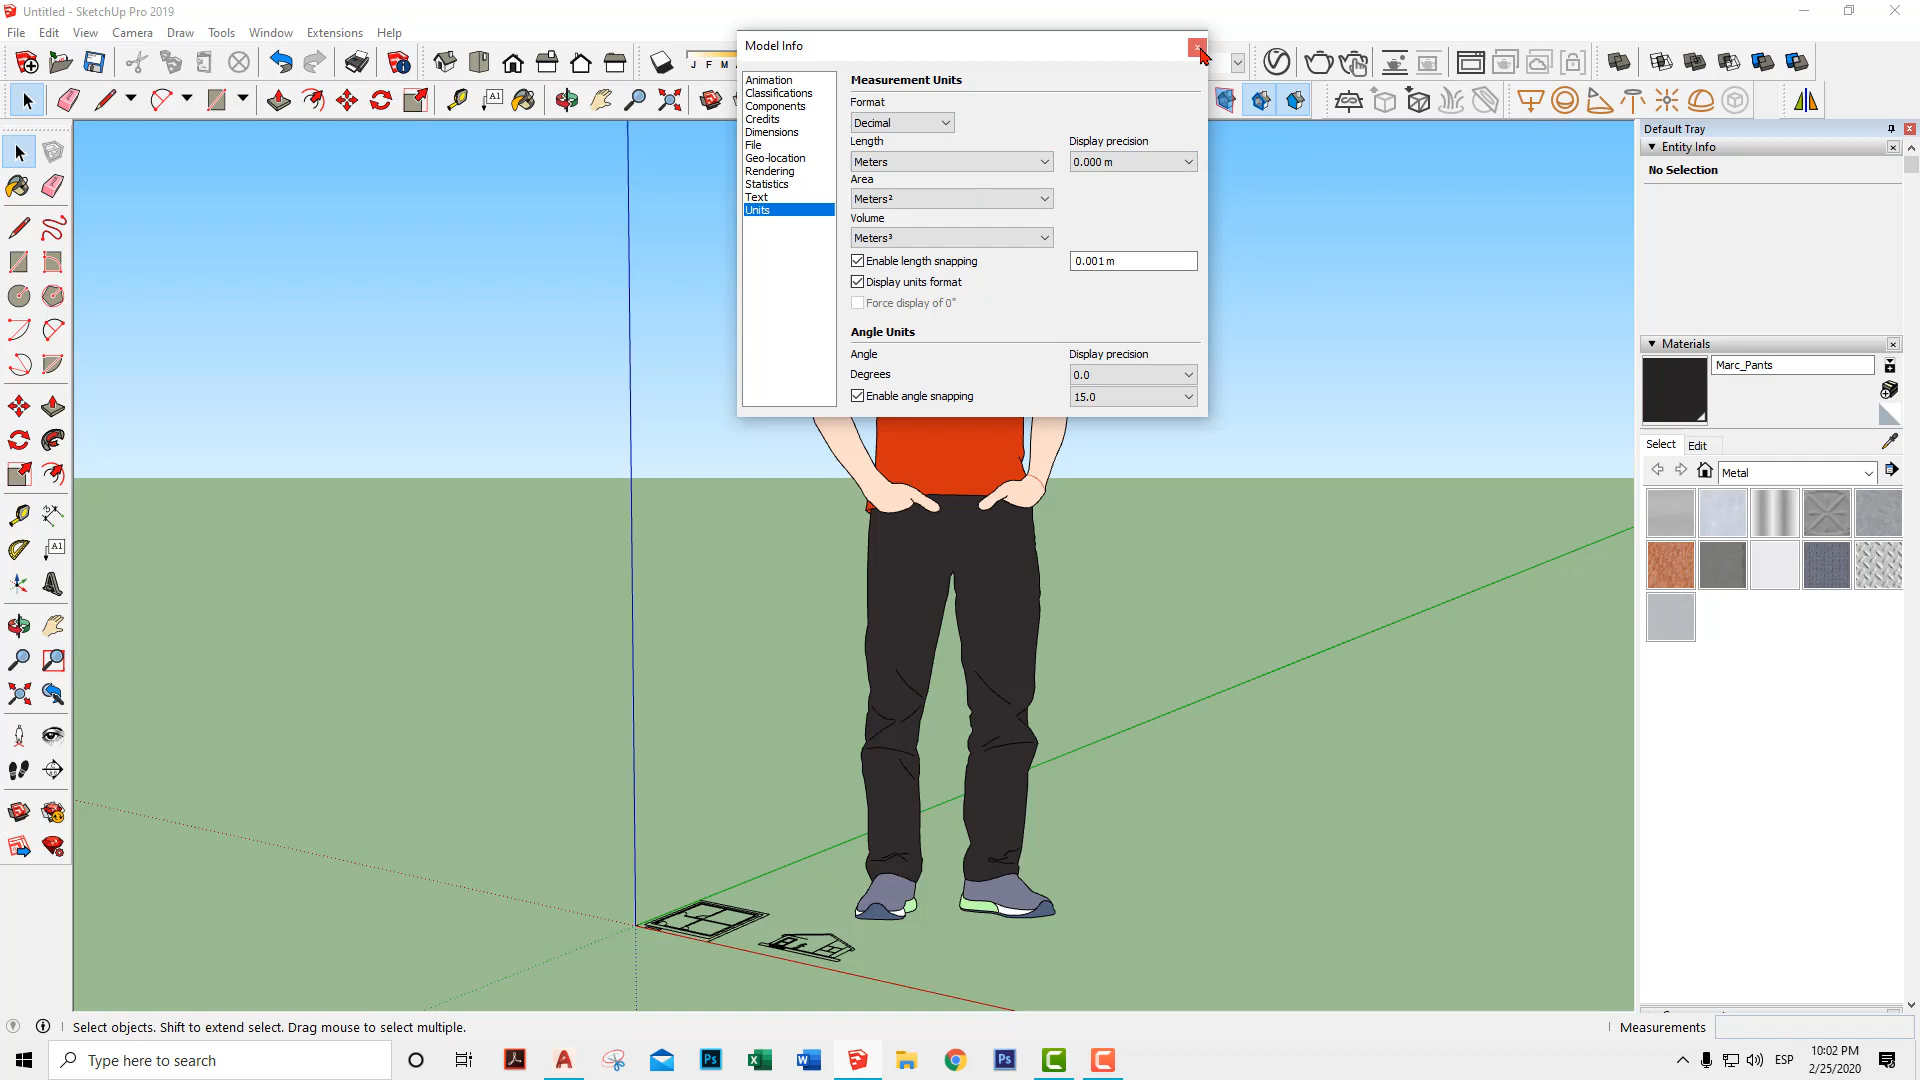 Untitled - SketchUp Pro 2019
File Edit View Camera Draw Tools Window Extensions Help
J F M A
A1
Model Info
Animation
Classifications
Components
Credits
Dimensions
File
Geo-location
Rendering
Statistics
Text
Units
Measurement Units
Format
Decimal
Length
Display precision
Meters
0.000 m
Area
Meters²
Volume
Meters³
Enable length snapping
0.001 m
Display units format
Force display of 0"
Angle Units
Angle
Display precision
Degrees
0.0
Enable angle snapping
15.0
Default Tray
Entity Info
No Selection
Materials
Marc_Pants
Select Edit
Metal
A1
Select objects. Shift to extend select. Drag mouse to select multiple.
Measurements
Type here to search
Ps
Ps
ESP
10:02 PM
2/25/2020